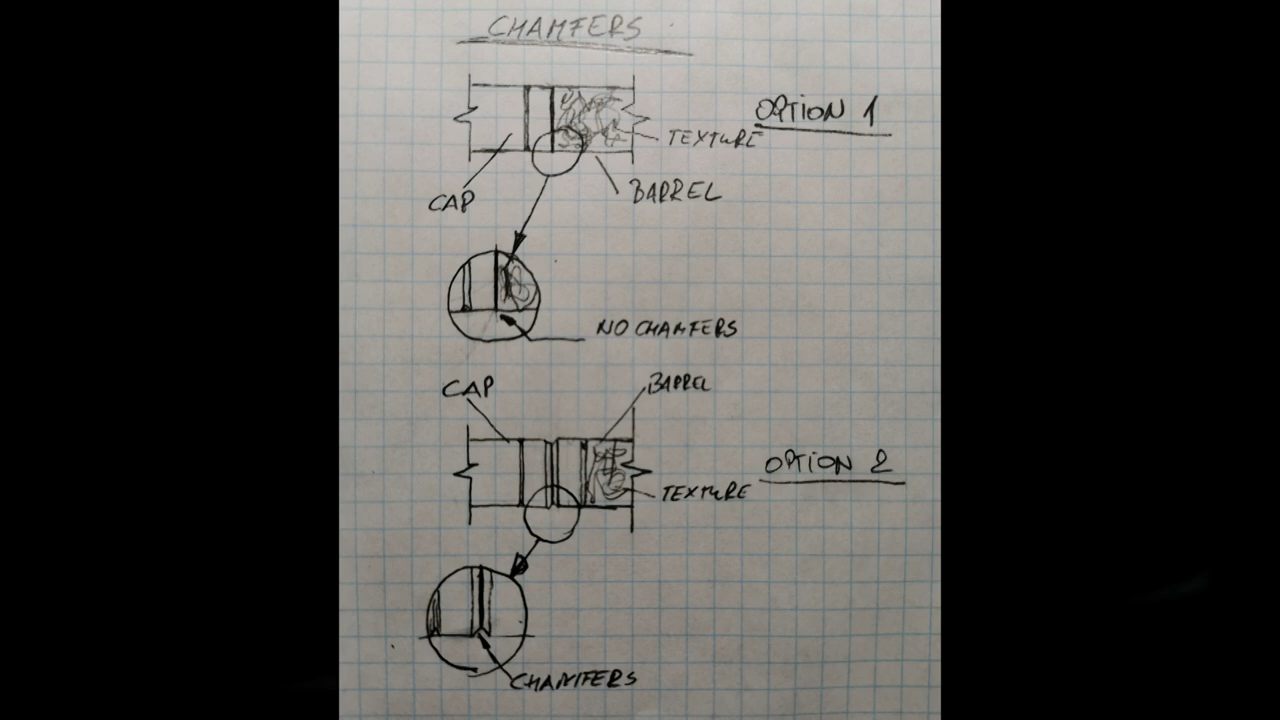 CHAMFERS
OPTION 1
TEXTURE
CAP
BARREL
NO CHAMFERS
CAP
BARREL
OPTION 2
TEXTURE
CHAMFERS